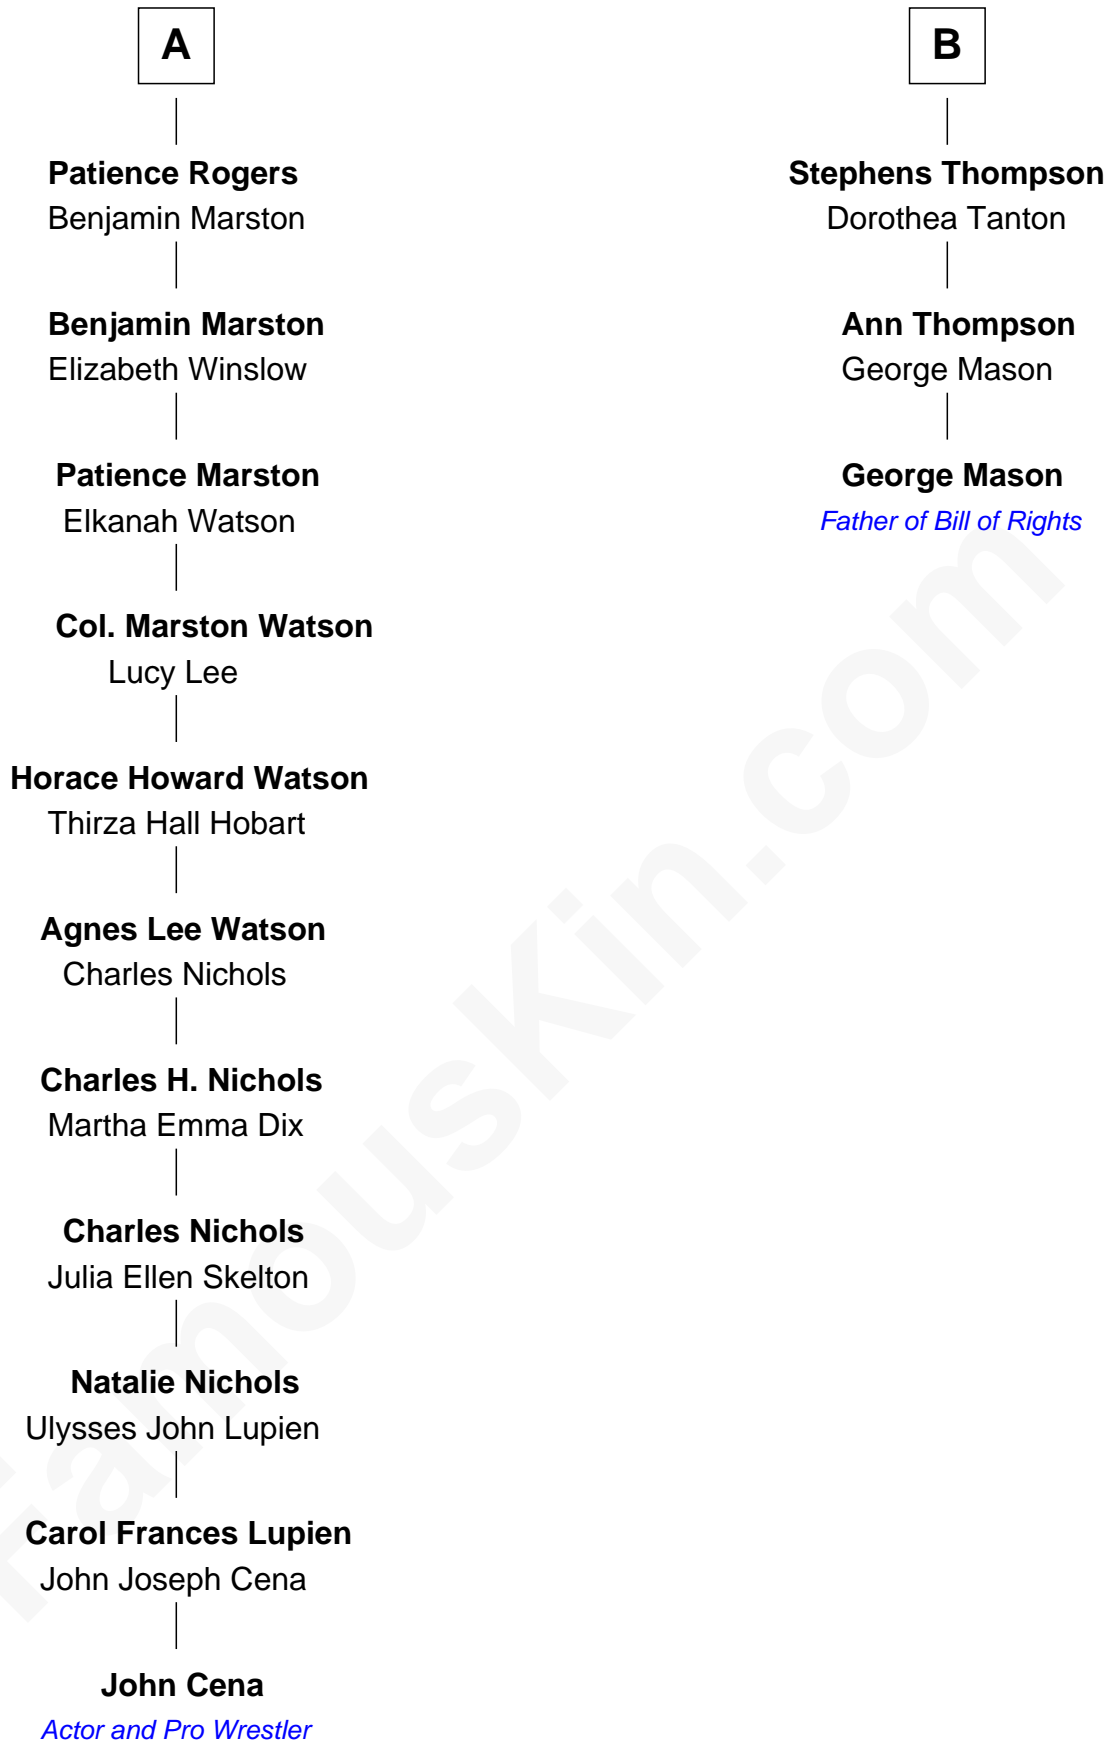 A
Patience Rogers
Benjamin Marston
Benjamin Marston
Elizabeth Winslow
Patience Marston
Elkanah Watson
Col. Marston Watson
Lucy Lee
Horace Howard Watson
Thirza Hall Hobart
Agnes Lee Watson
Charles Nichols
Charles H. Nichols
Martha Emma Dix
Charles Nichols
Julia Ellen Skelton
Natalie Nichols
Ulysses John Lupien
Carol Frances Lupien
John Joseph Cena
John Cena
Actor and Pro Wrestler
B
Stephens Thompson
Dorothea Tanton
Ann Thompson
George Mason
George Mason
Father of Bill of Rights
FamousKin.com